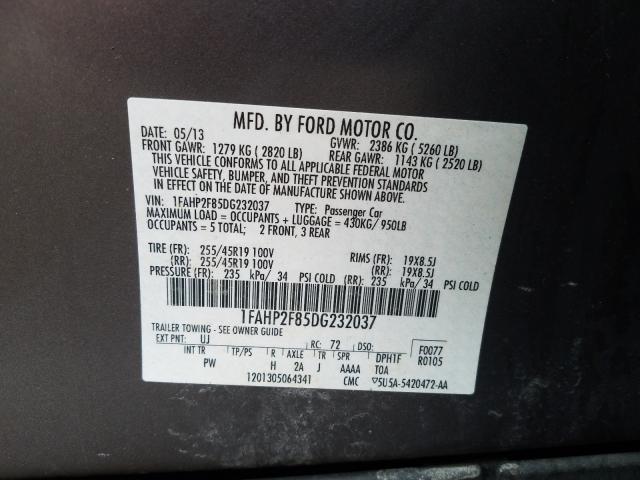 MFD. BY FORD MOTOR CO.
DATE: 05/13 GVWR: 2386 KG ( 5260 LB)
FRONT GAWR: 1279 KG ( 2820 LB) REAR GAWR: 1143 KG ( 2520 LB)
THIS VEHICLE CONFORMS TO ALL APPLICABLE FEDERAL MOTOR
VEHICLE SAFETY, BUMPER, AND THEFT PREVENTION STANDARDS
IN EFFECT ON THE DATE OF MANUFACTURE SHOWN ABOVE.
VIN: 1FAHP2F85DG232037 TYPE: Passenger Car
MAXIMUM LOAD = OCCUPANTS + LUGGAGE = 430KG/ 950LB
OCCUPANTS = 5 TOTAL; 2 FRONT, 3 REAR
TIRE (FR): 255/45R19 100V RIMS (FR): 19X8.5J
(RR): 255/45R19 100V (RR): 19X8.5J
PRESSURE (FR): 235 kPa/ 34 PSI COLD (RR): 235 kPa/ 34 PSI COLD
1FAHP2F85DG232037
TRAILER TOWING - SEE OWNER GUIDE
EXT PNT: UJ RC: 72 DSO: F0077
R0105
INT TR TP/PS R AXLE TR SPR DPH1F
PW H 2A J AAAA TOA
1201305064341 CMC ▽5U5A-5420472-AA